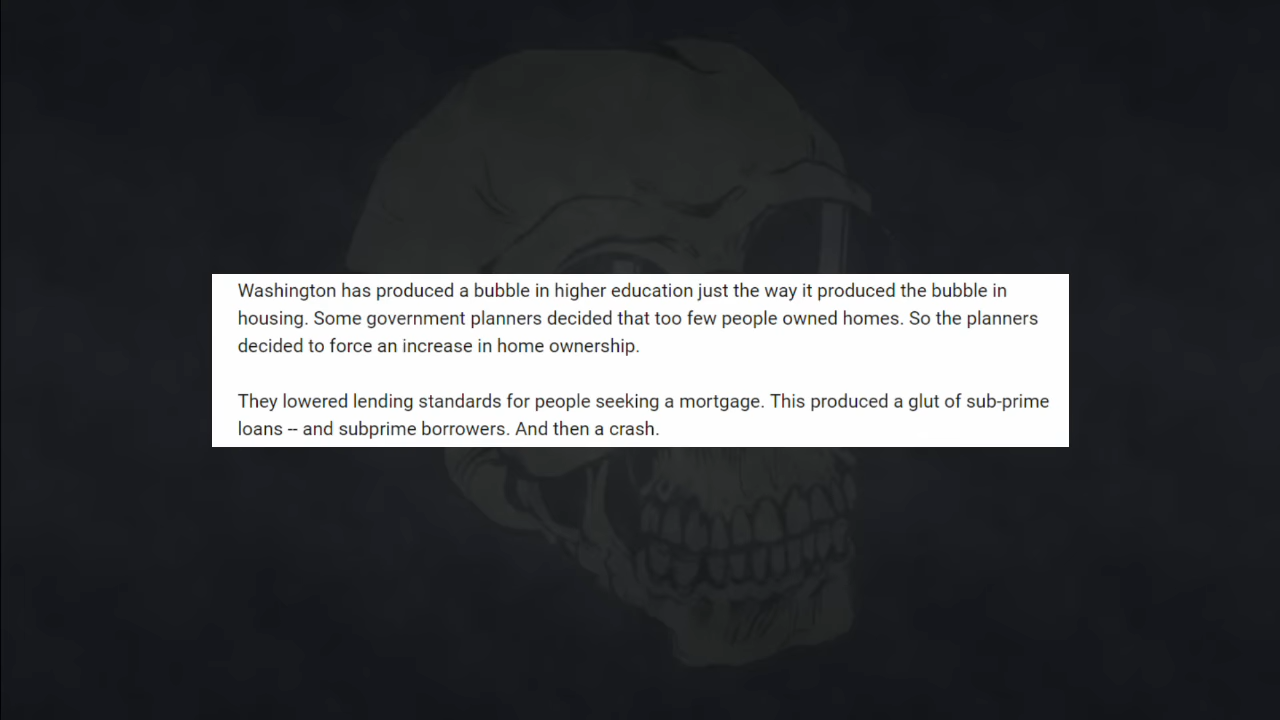 Washington has produced a bubble in higher education just the way it produced the bubble in
housing. Some government planners decided that too few people owned homes. So the planners
decided to force an increase in home ownership.
They lowered lending standards for people seeking a mortgage. This produced a glut of sub-prime
loans -- and subprime borrowers. And then a crash.